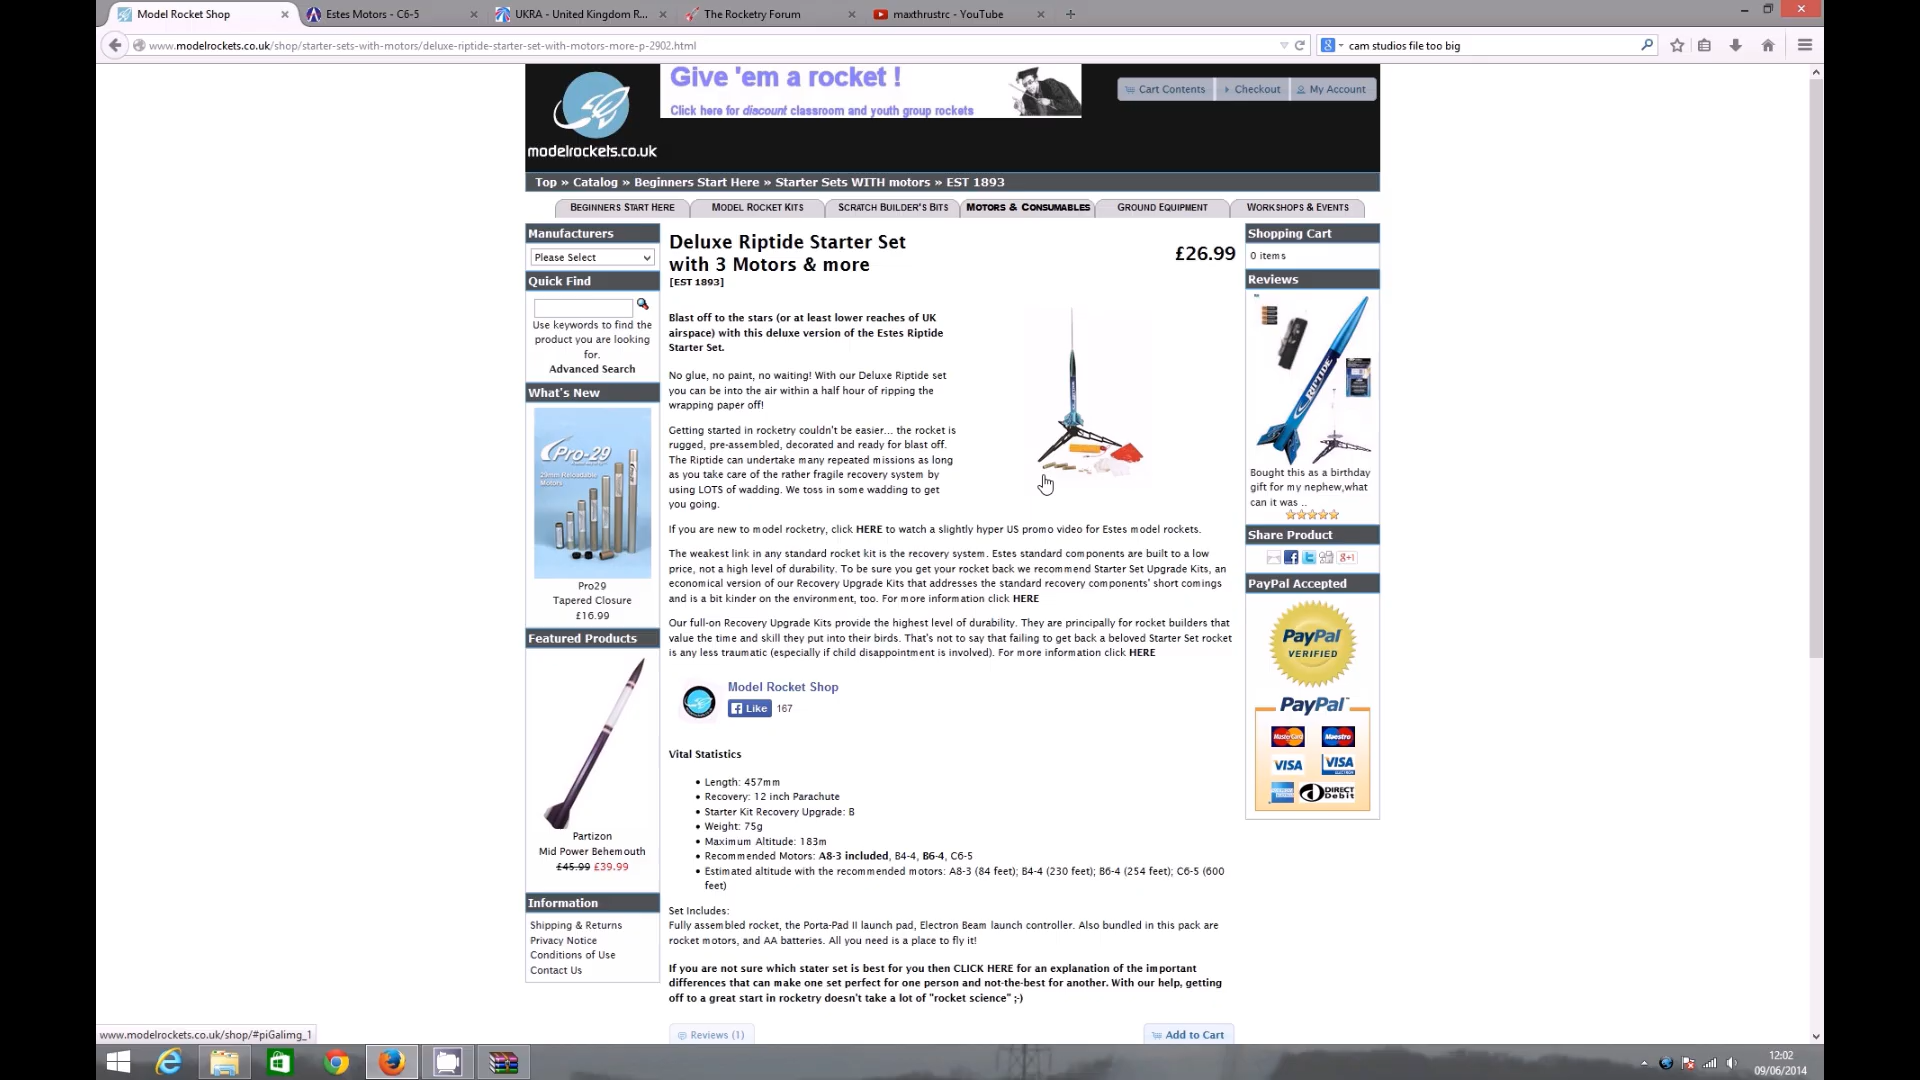 Model Rocket Shop
Estes Motors - C6-5
UKRA - United Kingdom R...
The Rocketry Forum
maxthrustrc - YouTube
www.modelrockets.co.uk/shop/starter-sets-with-motors/deluxe-riptide-starter-set-with-motors-more-p-2902.html
cam studios file too big
modelrockets.co.uk
Give 'em a rocket !
Click here for discount classroom and youth group rockets
Cart Contents
Checkout
My Account
Top » Catalog » Beginners Start Here » Starter Sets WITH motors » EST 1893
BEGINNERS START HERE
MODEL ROCKET KITS
SCRATCH BUILDER'S BITS
MOTORS & CONSUMABLES
GROUND EQUIPMENT
WORKSHOPS & EVENTS
Manufacturers
Please Select
Quick Find
Use keywords to find the
product you are looking
for.
Advanced Search
What's New
Pro-29
29mm Reloadable
Motors
Pro29
Tapered Closure
£16.99
Featured Products
Partizon
Mid Power Behemouth
£45.99 £39.99
Information
Shipping & Returns
Privacy Notice
Conditions of Use
Contact Us
Deluxe Riptide Starter Set
with 3 Motors & more
[EST 1893]
£26.99
Blast off to the stars (or at least lower reaches of UK
airspace) with this deluxe version of the Estes Riptide
Starter Set.
No glue, no paint, no waiting! With our Deluxe Riptide set
you can be into the air within a half hour of ripping the
wrapping paper off!
Getting started in rocketry couldn't be easier... the rocket is
rugged, pre-assembled, decorated and ready for blast off.
The Riptide can undertake many repeated missions as long
as you take care of the rather fragile recovery system by
using LOTS of wadding. We toss in some wadding to get
you going.
If you are new to model rocketry, click HERE to watch a slightly hyper US promo video for Estes model rockets.
The weakest link in any standard rocket kit is the recovery system. Estes standard components are built to a low
price, not a high level of durability. To be sure you get your rocket back we recommend Starter Set Upgrade Kits, an
economical version of our Recovery Upgrade Kits that addresses the standard recovery components' short comings
and is a bit kinder on the environment, too. For more information click HERE
Our full-on Recovery Upgrade Kits provide the highest level of durability. They are principally for rocket builders that
value the time and skill they put into their birds. That's not to say that failing to get back a beloved Starter Set rocket
is any less traumatic (especially if child disappointment is involved). For more information click HERE
Model Rocket Shop
Like 167
Vital Statistics
Length: 457mm
Recovery: 12 inch Parachute
Starter Kit Recovery Upgrade: B
Weight: 75g
Maximum Altitude: 183m
Recommended Motors: A8-3 included, B4-4, B6-4, C6-5
Estimated altitude with the recommended motors: A8-3 (84 feet); B4-4 (230 feet); B6-4 (254 feet); C6-5 (600
feet)
Set Includes:
Fully assembled rocket, the Porta-Pad II launch pad, Electron Beam launch controller. Also bundled in this pack are
rocket motors, and AA batteries. All you need is a place to fly it!
If you are not sure which stater set is best for you then CLICK HERE for an explanation of the important
differences that can make one set perfect for one person and not-the-best for another. With our help, getting
off to a great start in rocketry doesn't take a lot of "rocket science" ;-)
Reviews (1)
Add to Cart
Shopping Cart
0 items
Reviews
RIPTIDE
Bought this as a birthday
gift for my nephew,what
can it was ..
Share Product
+1
PayPal Accepted
PayPal
VERIFIED
PayPal
MasterCard
Maestro
VISA
VISA
DIRECT
Debit
www.modelrockets.co.uk/shop/#piGalimg_1
12:02
09/06/2014